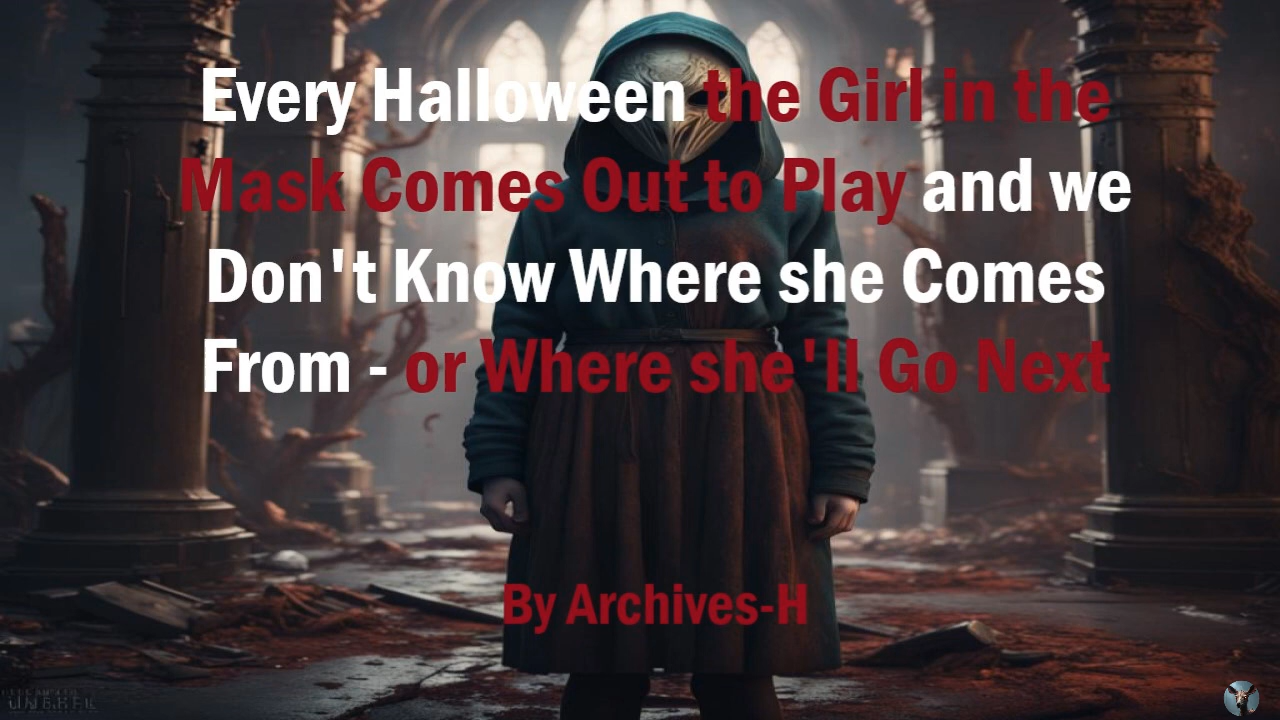 Every Halloween the Girl in the
Mask Comes Out to Play and we
Don't Know Where she Comes
From - or Where she'll Go Next
By Archives-H